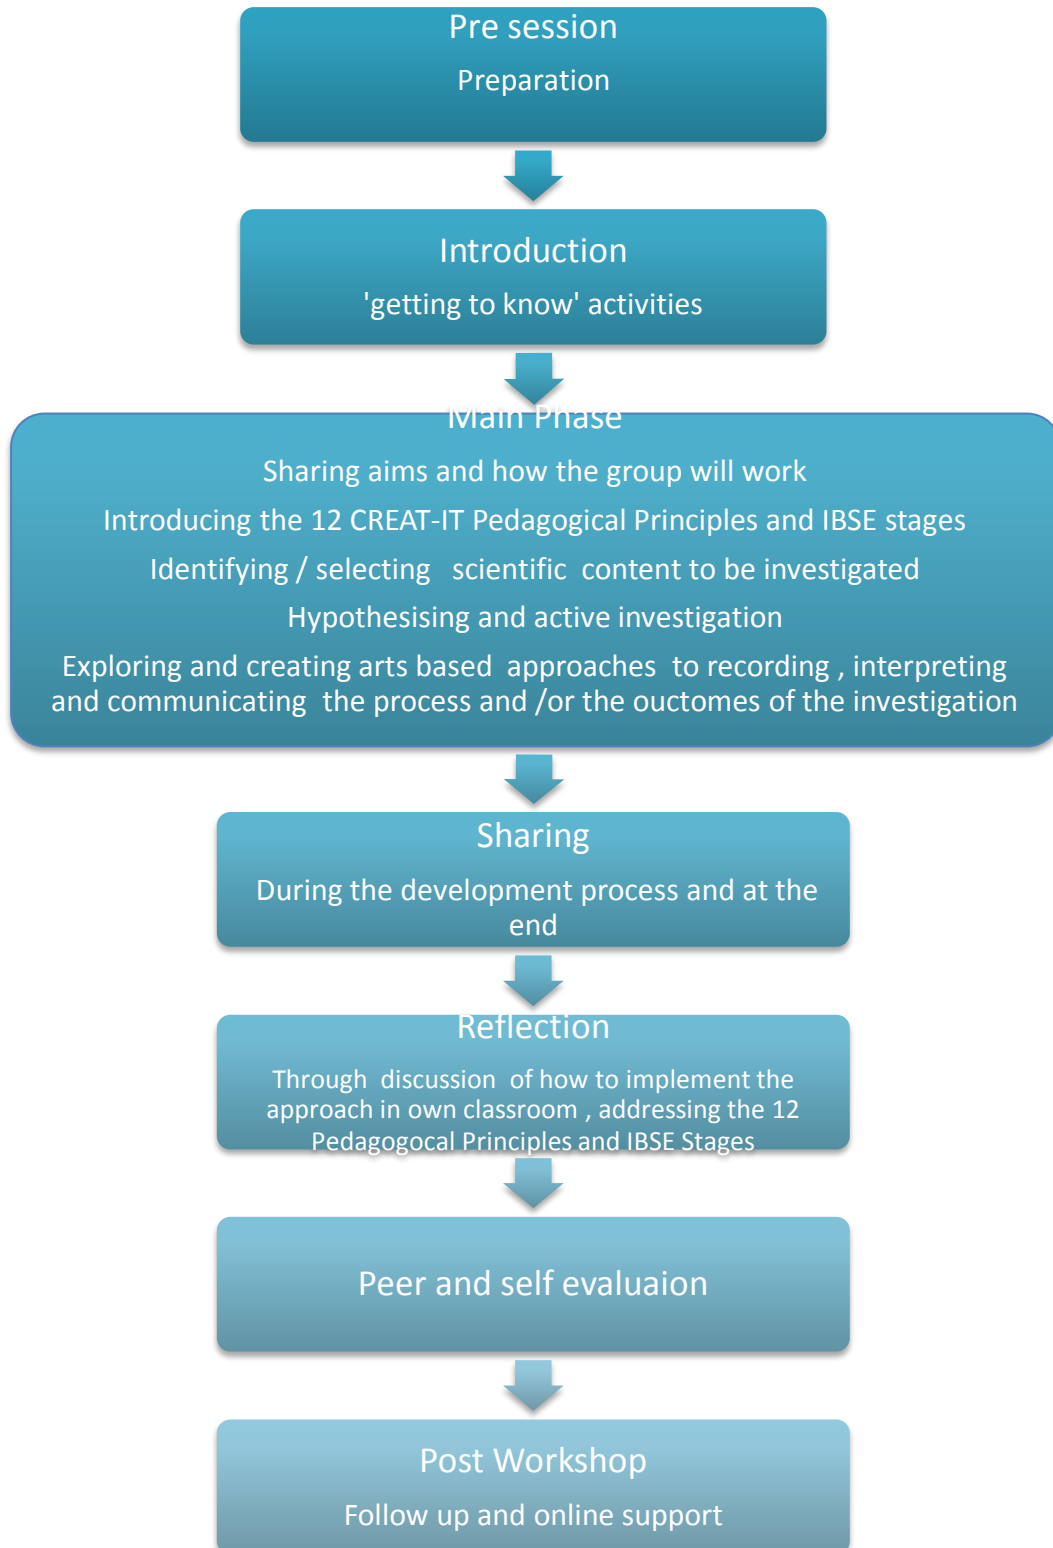 Pre session
Preparation
Introduction
'getting to know' activities
Main Phase
Sharing aims and how the group will work
Introducing the 12 CREAT-IT Pedagogical Principles and IBSE stages
Identifying / selecting scientific content to be investigated
Hypothesising and active investigation
Exploring and creating arts based approaches to recording , interpreting
and communicating the process and /or the ouctomes of the investigation
Sharing
During the development process and at the
end
Reflection
Through discussion of how to implement the
approach in own classroom , addressing the 12
Pedagogocal Principles and IBSE Stages
Peer and self evaluaion
Post Workshop
Follow up and online support